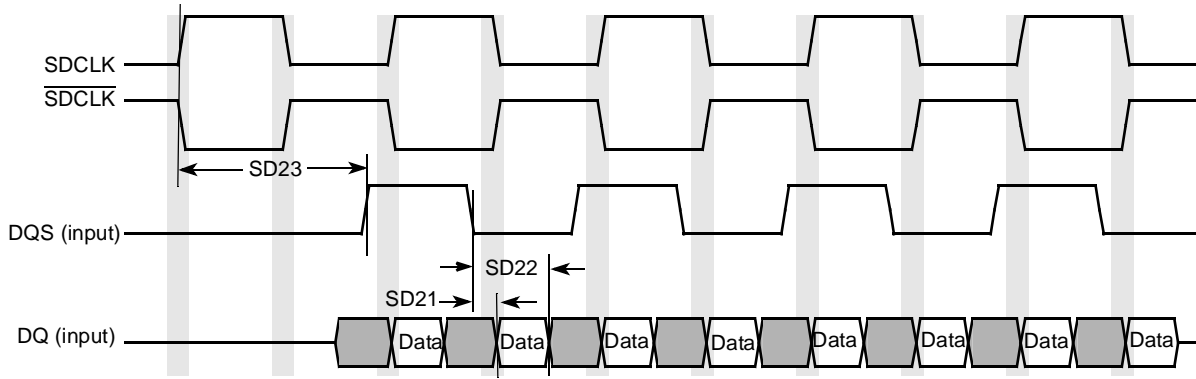 SDCLK
SDCLK
SD23
DQS (input)
SD22
SD21
DQ (input)
Data
Data
Data
Data
Data
Data
Data
Data